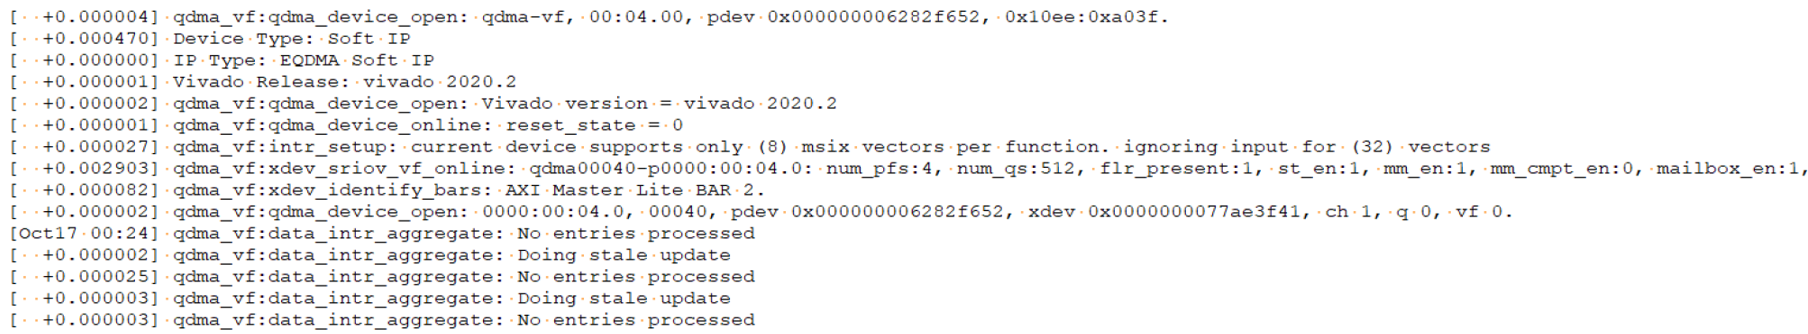 [  +0.000004] qdma_vf:qdma_device_open: qdma-vf, 00:04.00, pdev 0x000000006282f652, 0x10ee:0xa03f.
[  +0.000470] Device Type: Soft IP
[  +0.000000] IP Type: EQDMA Soft IP
[  +0.000001] Vivado Release: vivado 2020.2
[  +0.000002] qdma_vf:qdma_device_open: Vivado version = vivado 2020.2
[  +0.000001] qdma_vf:qdma_device_online: reset_state = 0
[  +0.000027] qdma_vf:intr_setup: current device supports only (8) msix vectors per function. ignoring input for (32) vectors
[  +0.002903] qdma_vf:xdev_sriov_vf_online: qdma00040-p0000:00:04.0: num_pfs:4, num_qs:512, flr_present:1, st_en:1, mm_en:1, mm_cmpt_en:0, mailbox_en:1,
[  +0.000082] qdma_vf:xdev_identify_bars: AXI Master Lite BAR 2.
[  +0.000002] qdma_vf:qdma_device_open: 0000:00:04.0, 00040, pdev 0x000000006282f652, xdev 0x0000000077ae3f41, ch 1, q 0, vf 0.
[Oct17 00:24] qdma_vf:data_intr_aggregate: No entries processed
[  +0.000002] qdma_vf:data_intr_aggregate: Doing stale update
[  +0.000025] qdma_vf:data_intr_aggregate: No entries processed
[  +0.000003] qdma_vf:data_intr_aggregate: Doing stale update
[  +0.000003] qdma_vf:data_intr_aggregate: No entries processed